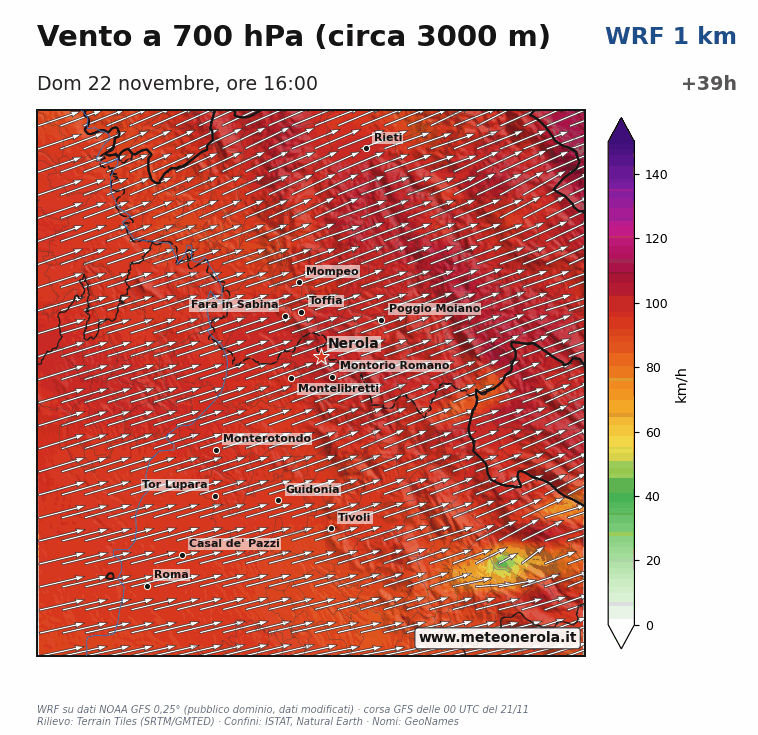 Vento a 700 hPa (circa 3000 m)
WRF 1 km
Dom 22 novembre, ore 16:00
+39h
Rieti
Mompeo
Fara in Sabina
Toffia
Poggio Moiano
Nerola
Montorio Romano
Montelibretti
Monterotondo
Tor Lupara
Guidonia
Tivoli
Casal de' Pazzi
Roma
www.meteonerola.it
140
120
100
80
60
40
20
0
km/h
WRF su dati NOAA GFS 0,25° (pubblico dominio, dati modificati) · corsa GFS delle 00 UTC del 21/11
Rilievo: Terrain Tiles (SRTM/GMTED) · Confini: ISTAT, Natural Earth · Nomi: GeoNames